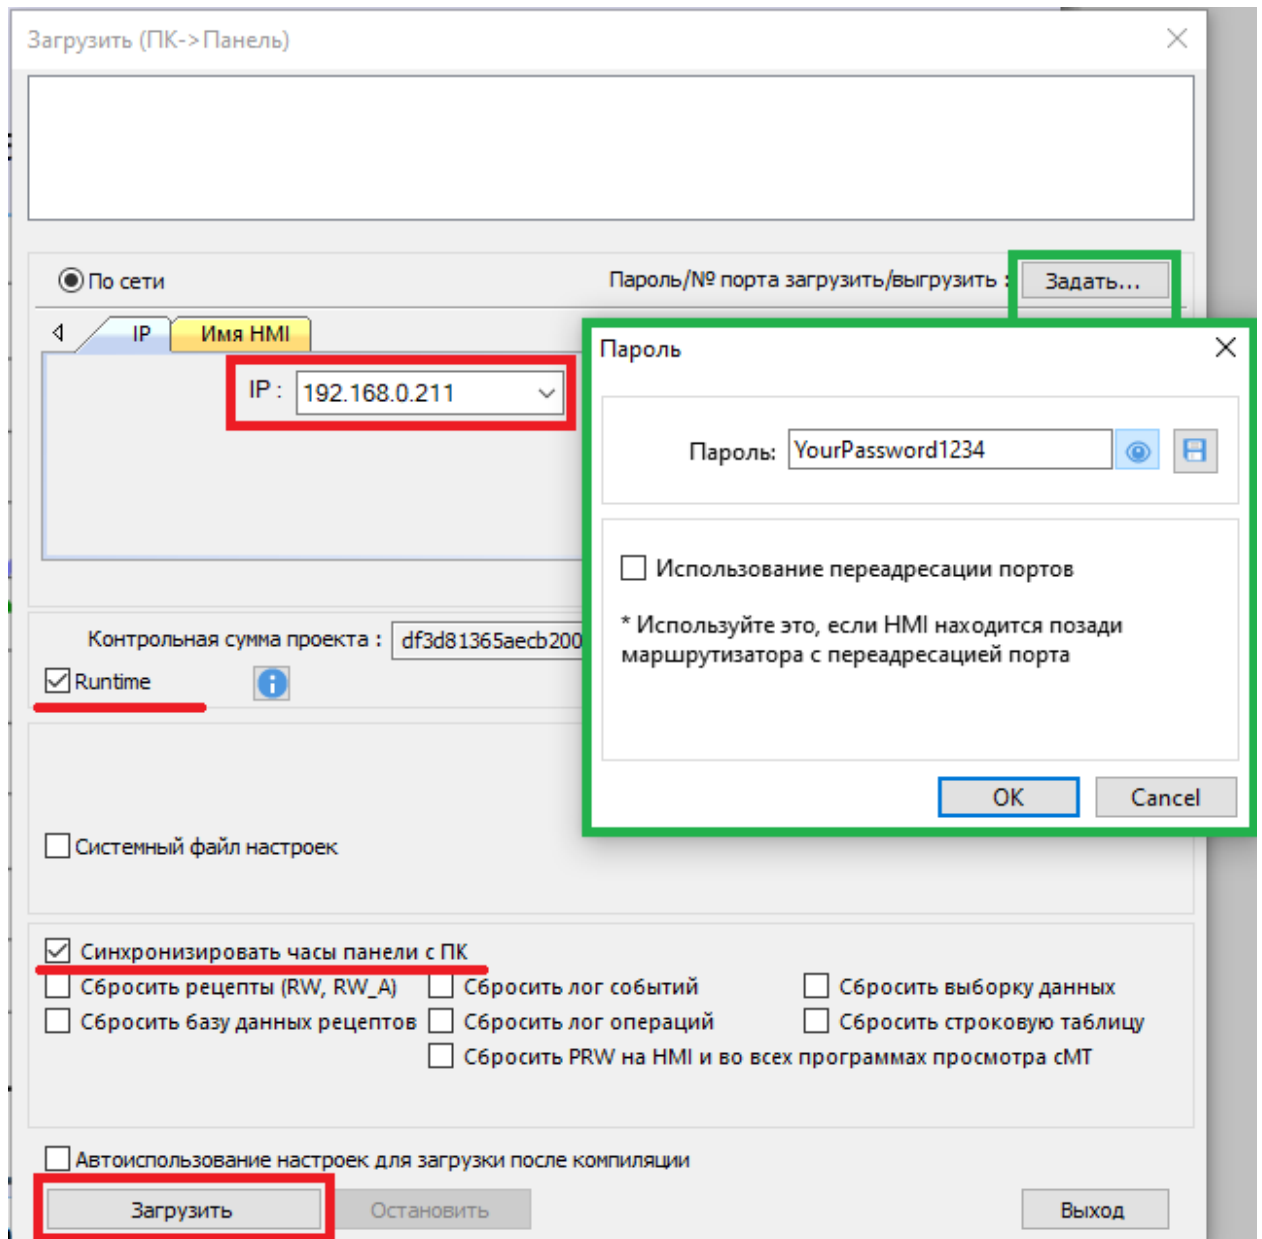 Загрузить (ПК->Панель)
По сети
Пароль/№ порта загрузить/выгрузить :
Задать...
IP
Имя HMI
IP :
192.168.0.211
Пароль
Пароль:
YourPassword1234
Использование переадресации портов
* Используйте это, если HMI находится позади
маршрутизатора с переадресацией порта
OK
Cancel
Контрольная сумма проекта :
df3d81365aecb200
Runtime
Системный файл настроек
Синхронизировать часы панели с ПК
Сбросить рецепты (RW, RW_A)
Сбросить лог событий
Сбросить выборку данных
Сбросить базу данных рецептов
Сбросить лог операций
Сбросить строковую таблицу
Сбросить PRW на HMI и во всех программах просмотра cMT
Автоиспользование настроек для загрузки после компиляции
Загрузить
Остановить
Выход